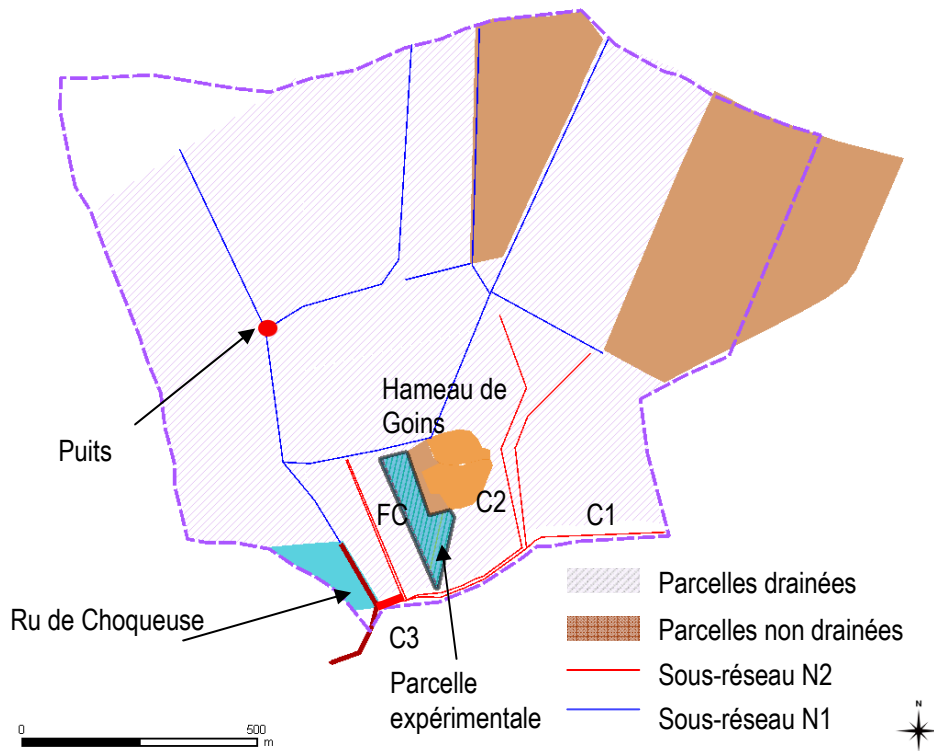 Hameau de
Goins
Puits
FC
C2
C1
Ru de Choqueuse
C3
Parcelle
expérimentale
Parcelles drainées
Parcelles non drainées
Sous-réseau N2
Sous-réseau N1
0
500
m
N